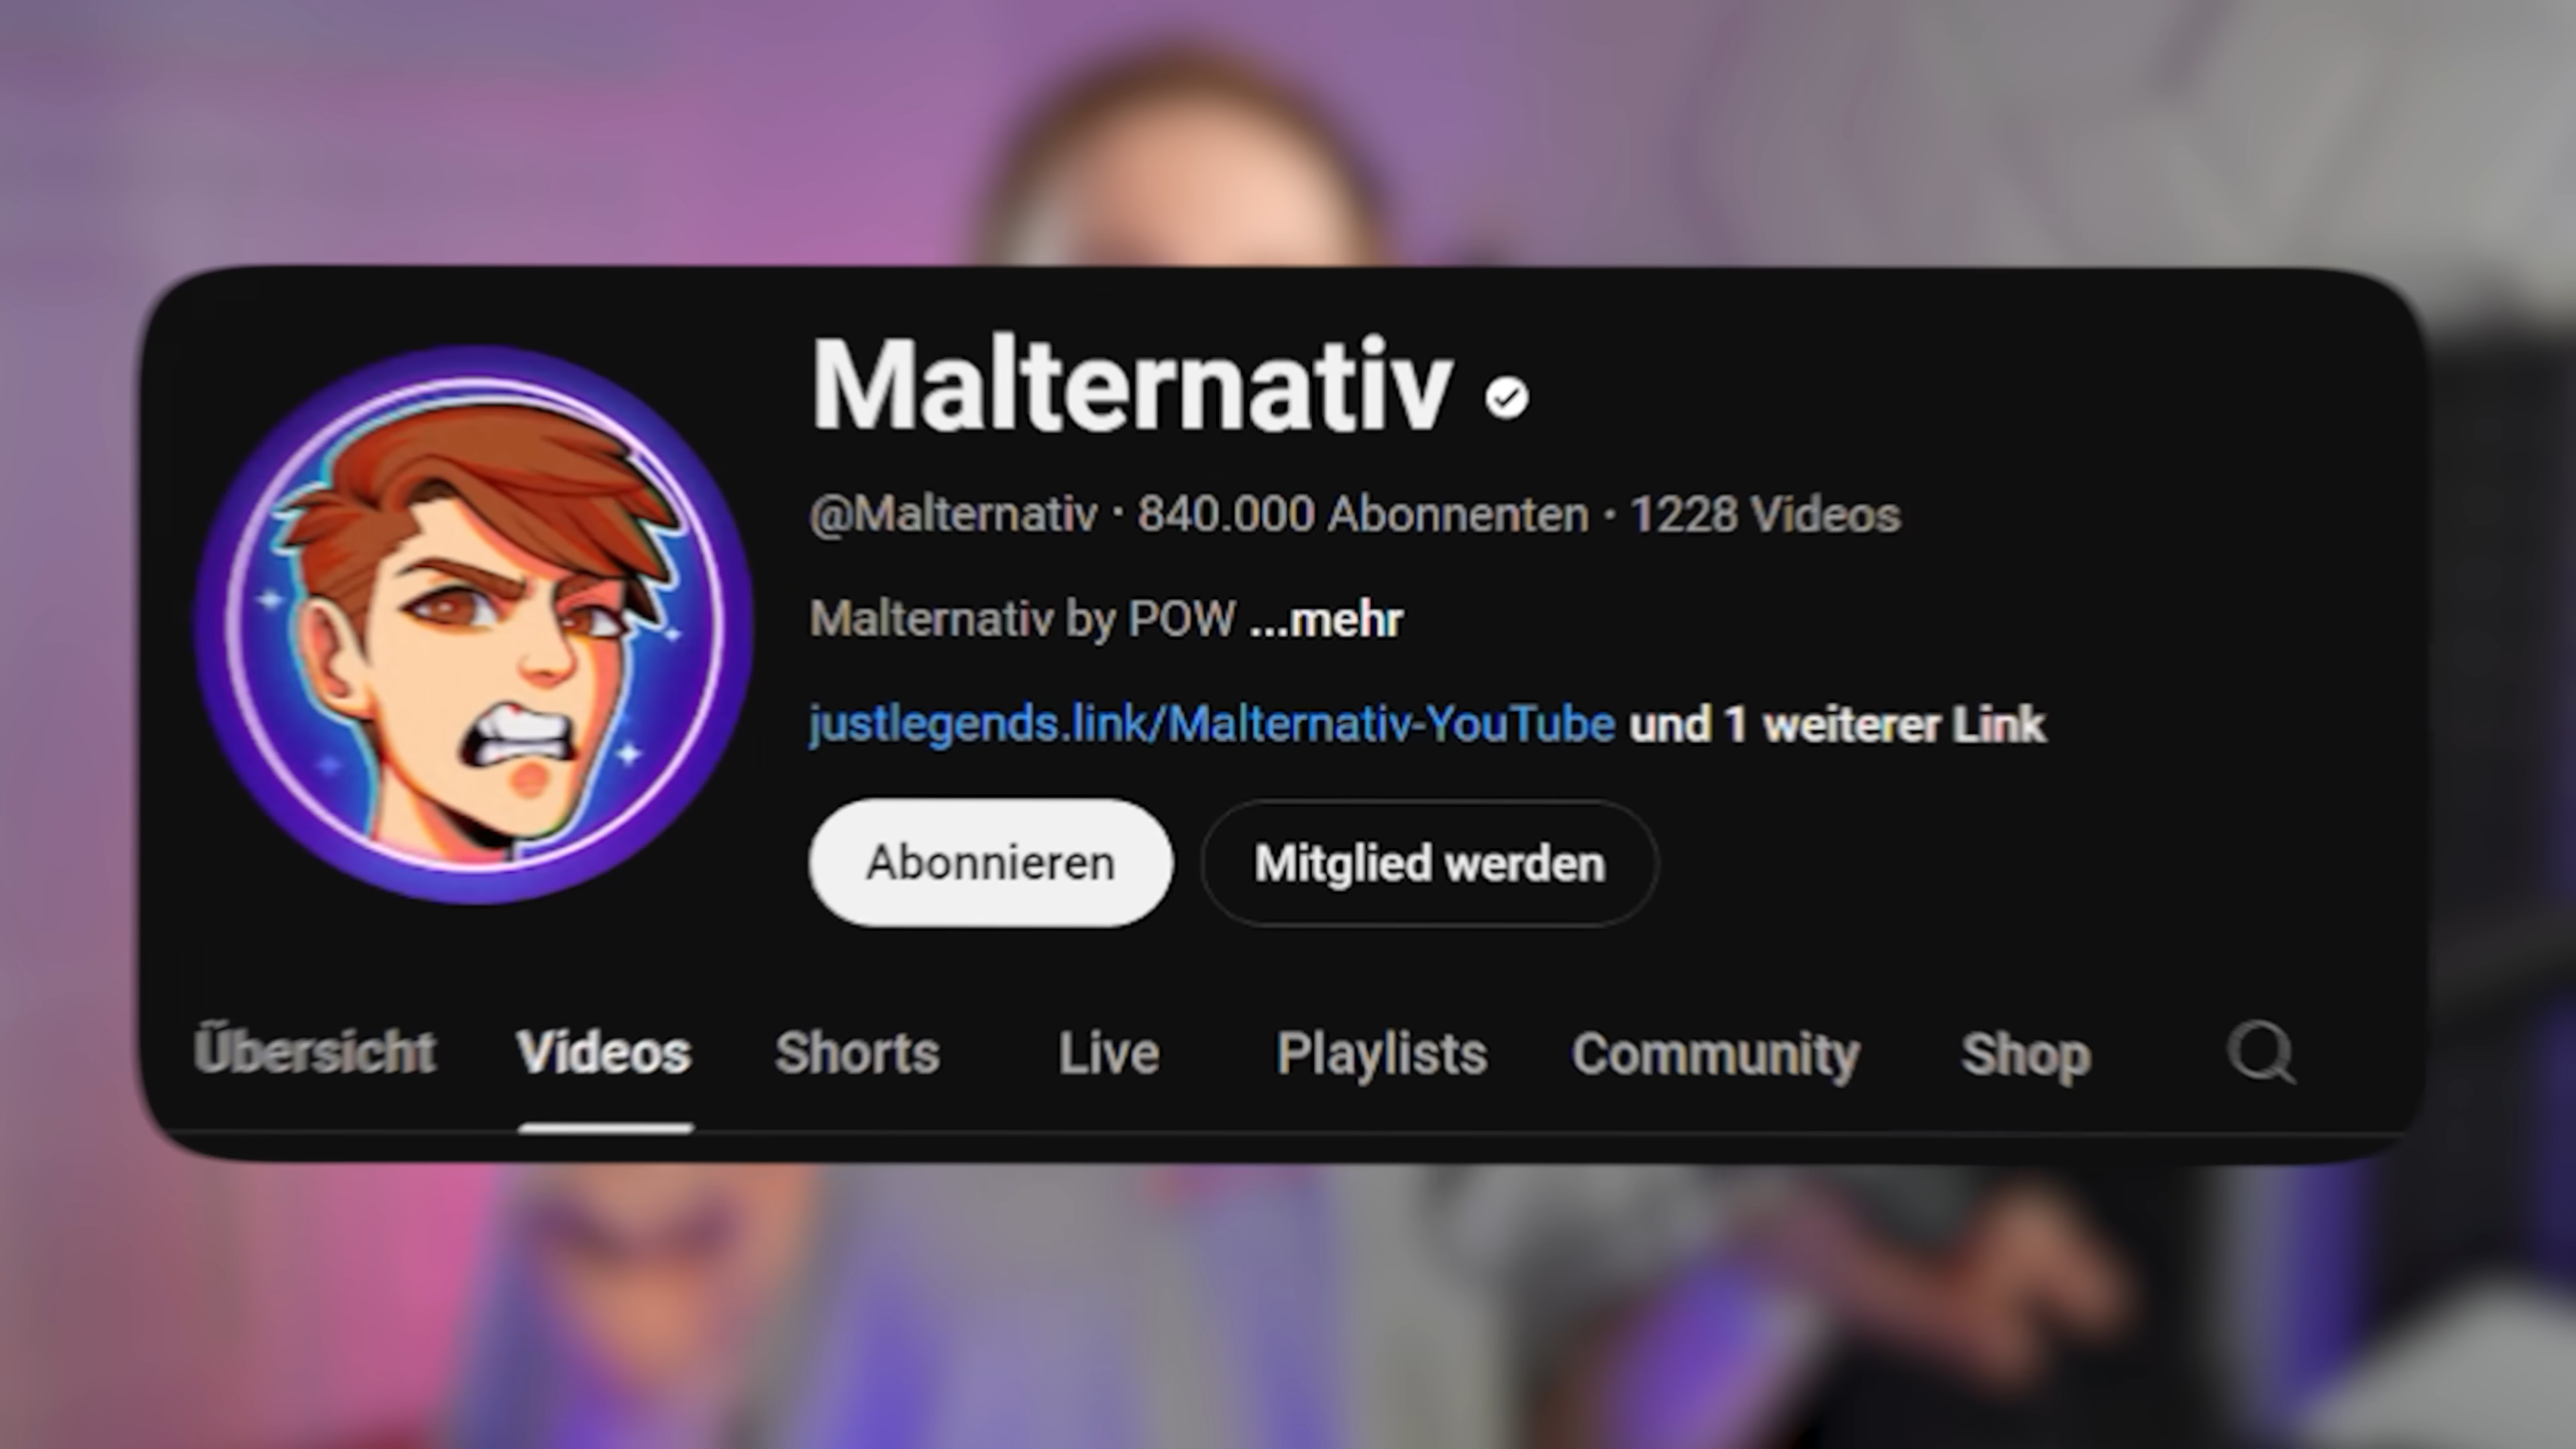 Malternativ
@Malternativ · 840.000 Abonnenten · 1228 Videos
Malternativ by POW ...mehr
justlegends.link/Malternativ-YouTube und 1 weiterer Link
Abonnieren Mitglied werden
Übersicht Videos Shorts Live Playlists Community Shop